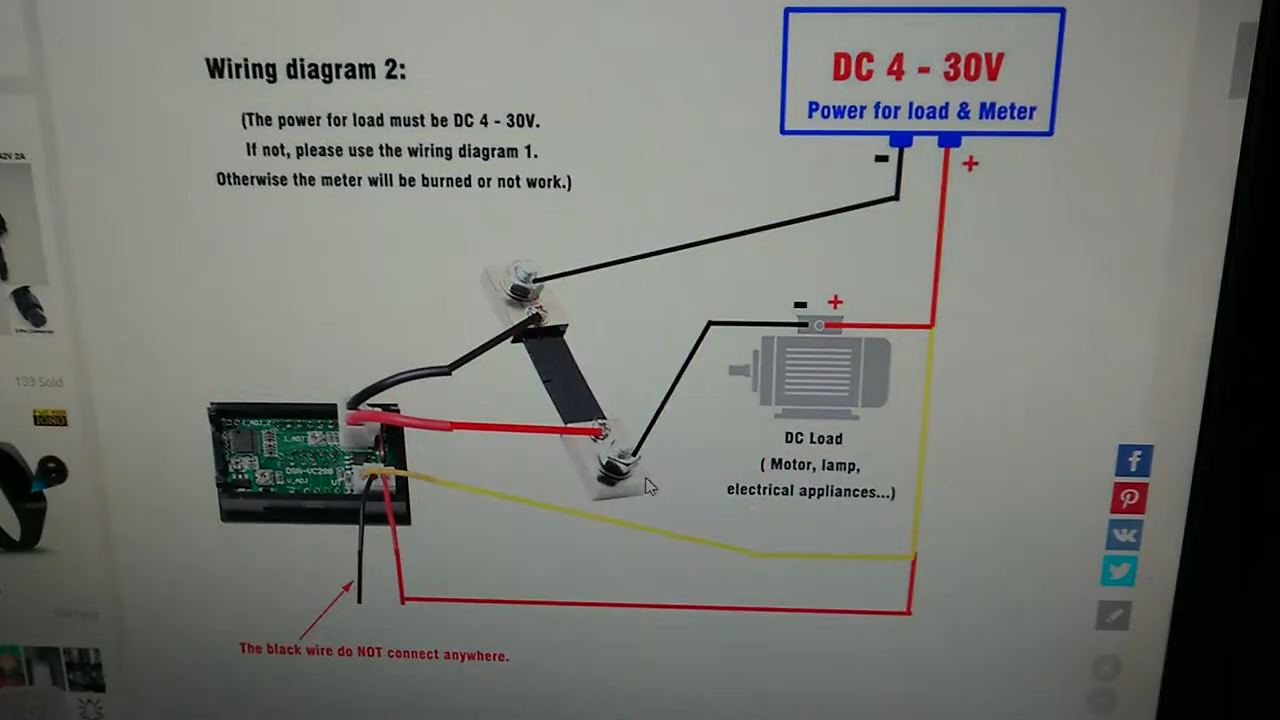 Wiring diagram 2:
(The power for load must be DC 4 - 30V.
If not, please use the wiring diagram 1.
Otherwise the meter will be burned or not work.)
DC 4 - 30V
Power for load & Meter
-
+
- +
DC Load
( Motor, lamp,
electrical appliances...)
The black wire do NOT connect anywhere.
133 Sold
1080
V_ADJ